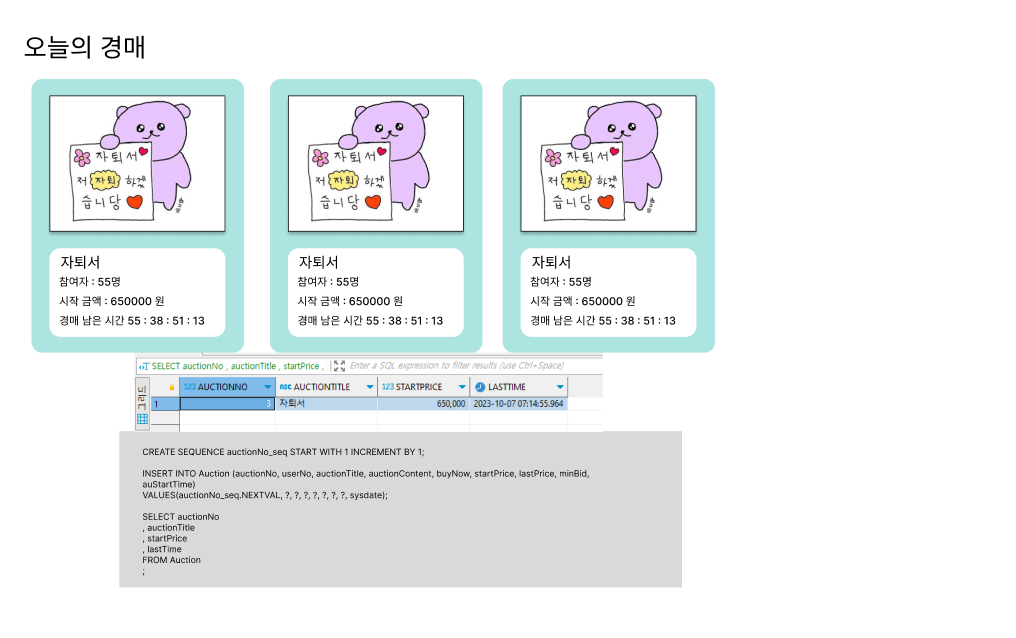 오늘의 경매
자퇴서
저 자퇴 하겠
습니당
자퇴서
참여자 : 55명
시작 금액 : 650000 원
경매 남은 시간 55 : 38 : 51 : 13
자퇴서
저 자퇴 하겠
습니당
자퇴서
참여자 : 55명
시작 금액 : 650000 원
경매 남은 시간 55 : 38 : 51 : 13
자퇴서
저 자퇴 하겠
습니당
자퇴서
참여자 : 55명
시작 금액 : 650000 원
경매 남은 시간 55 : 38 : 51 : 13
SELECT auctionNo , auctionTitle , startPrice , Enter a SQL expression to filter results (use Ctrl+Space)
그리드
123 AUCTIONNO ABC AUCTIONTITLE 123 STARTPRICE LASTTIME
1 3 자퇴서 650,000 2023-10-07 07:14:55.964
CREATE SEQUENCE auctionNo_seq START WITH 1 INCREMENT BY 1;
INSERT INTO Auction (auctionNo, userNo, auctionTitle, auctionContent, buyNow, startPrice, lastPrice, minBid,
auStartTime)
VALUES(auctionNo_seq.NEXTVAL, ?, ?, ?, ?, ?, ?, ?, sysdate);
SELECT auctionNo
, auctionTitle
, startPrice
, lastTime
FROM Auction
;